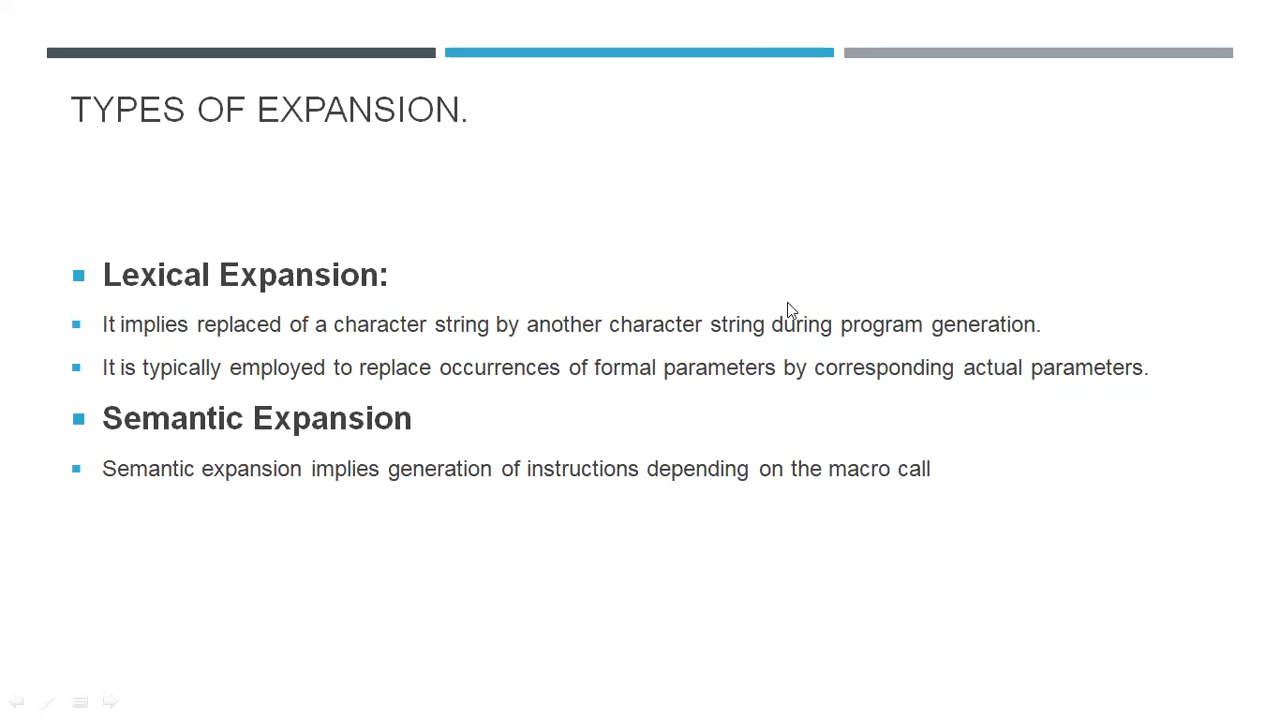 TYPES OF EXPANSION.
Lexical Expansion:
It implies replaced of a character string by another character string during program generation.
It is typically employed to replace occurrences of formal parameters by corresponding actual parameters.
Semantic Expansion
Semantic expansion implies generation of instructions depending on the macro call